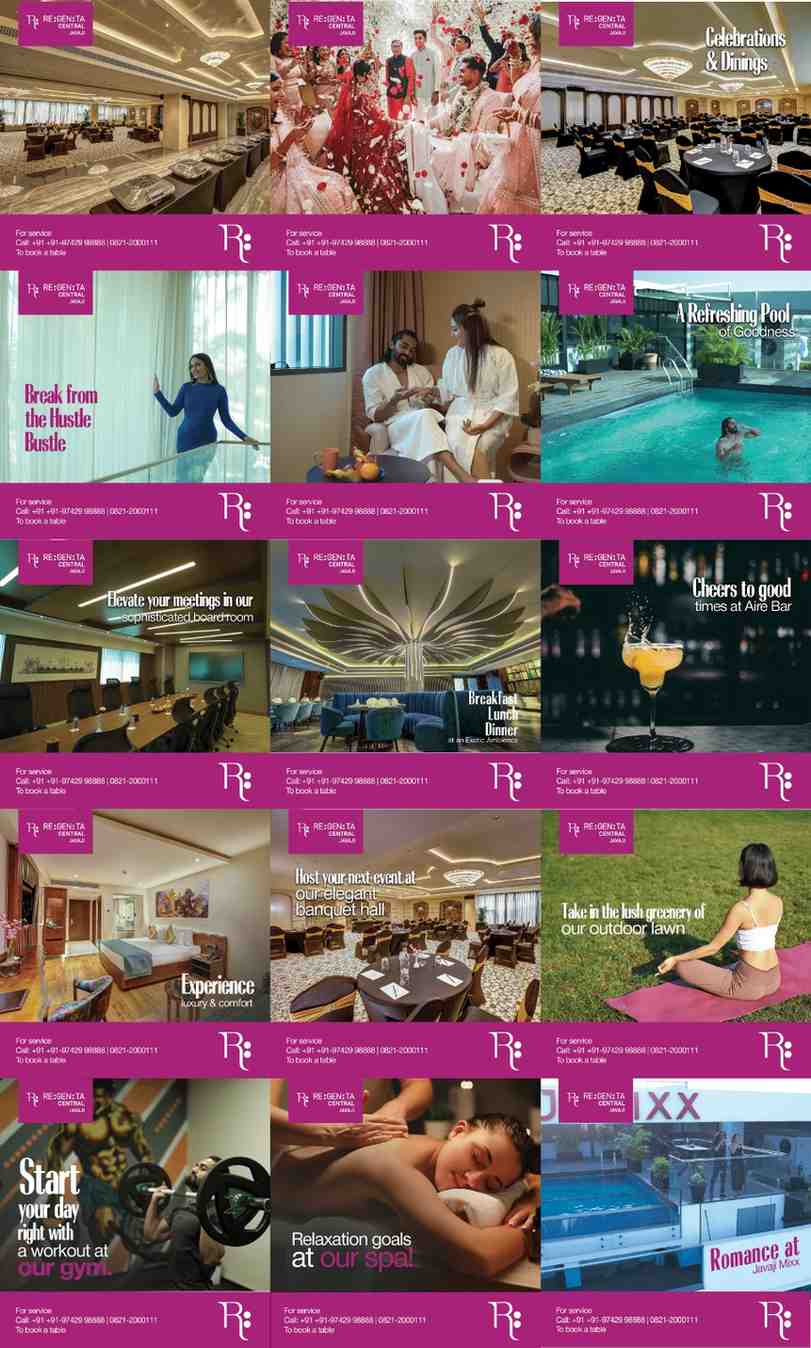 RE:GEN:TA
CENTRAL
JAVAJI
For service
Call: +91 +91-97429 98888 | 0821-2000111
To book a table
R:
RE:GEN:TA
CENTRAL
JAVAJI
For service
Call: +91 +91-97429 98888 | 0821-2000111
To book a table
R:
RE:GEN:TA
CENTRAL
JAVAJI
Celebrations
& Dinings
For service
Call: +91 +91-97429 98888 | 0821-2000111
To book a table
R:
RE:GEN:TA
CENTRAL
JAVAJI
Break from
the Hustle
Bustle
For service
Call: +91 +91-97429 98888 | 0821-2000111
To book a table
R:
RE:GEN:TA
CENTRAL
JAVAJI
For service
Call: +91 +91-97429 98888 | 0821-2000111
To book a table
R:
RE:GEN:TA
CENTRAL
JAVAJI
A Refreshing Pool
of Goodness
For service
Call: +91 +91-97429 98888 | 0821-2000111
To book a table
R:
RE:GEN:TA
CENTRAL
JAVAJI
Elevate your meetings in our
sophisticated board room
For service
Call: +91 +91-97429 98888 | 0821-2000111
To book a table
R:
RE:GEN:TA
CENTRAL
JAVAJI
Breakfast
Lunch
Dinner
at an Exotic Ambience
For service
Call: +91 +91-97429 98888 | 0821-2000111
To book a table
R:
RE:GEN:TA
CENTRAL
JAVAJI
Cheers to good
times at Aire Bar
For service
Call: +91 +91-97429 98888 | 0821-2000111
To book a table
R:
RE:GEN:TA
CENTRAL
JAVAJI
Experience
luxury & comfort
For service
Call: +91 +91-97429 98888 | 0821-2000111
To book a table
R:
RE:GEN:TA
CENTRAL
JAVAJI
Host your next event at
our elegant
banquet hall
For service
Call: +91 +91-97429 98888 | 0821-2000111
To book a table
R:
RE:GEN:TA
CENTRAL
JAVAJI
Take in the lush greenery of
our outdoor lawn
For service
Call: +91 +91-97429 98888 | 0821-2000111
To book a table
R:
RE:GEN:TA
CENTRAL
JAVAJI
Start
your day
right with
a workout at
our gym.
For service
Call: +91 +91-97429 98888 | 0821-2000111
To book a table
R:
RE:GEN:TA
CENTRAL
JAVAJI
Relaxation goals
at our spa!
For service
Call: +91 +91-97429 98888 | 0821-2000111
To book a table
R:
RE:GEN:TA
CENTRAL
JAVAJI
IXX
Romance at
Javaji Mixx
For service
Call: +91 +91-97429 98888 | 0821-2000111
To book a table
R: